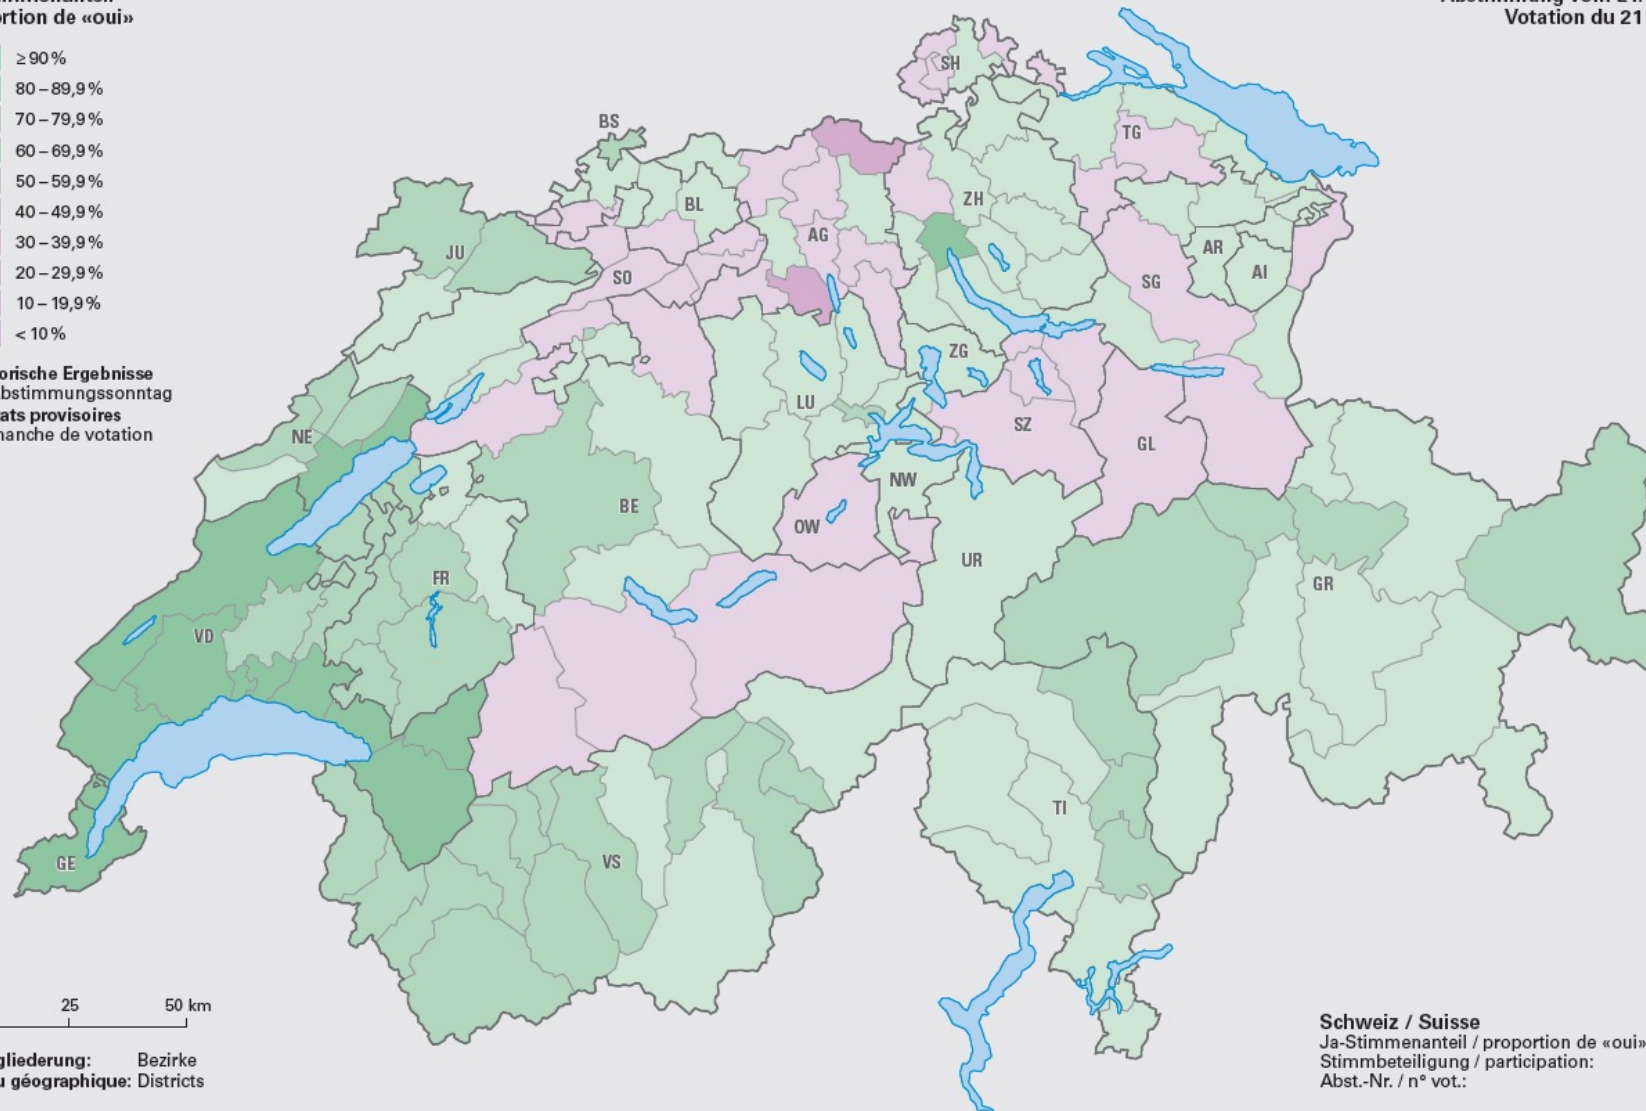 ortion de «oui»
Votation du 21
≥ 90 %
80 – 89,9 %
70 – 79,9 %
60 – 69,9 %
50 – 59,9 %
40 – 49,9 %
30 – 39,9 %
20 – 29,9 %
10 – 19,9 %
< 10 %
orische Ergebnisse
bstimmungssonntag
ats provisoires
nanche de votation
SH
BS
TG
ZH
BL
JU
AG
SO
AR
AI
SG
ZG
LU
SZ
NE
GL
NW
BE
OW
UR
FR
GR
VD
TI
VS
GE
25 50 km
gliederung: Bezirke
u géographique: Districts
Schweiz / Suisse
Ja-Stimmenanteil / proportion de «oui»
Stimmbeteiligung / participation:
Abst.-Nr. / n° vot.: